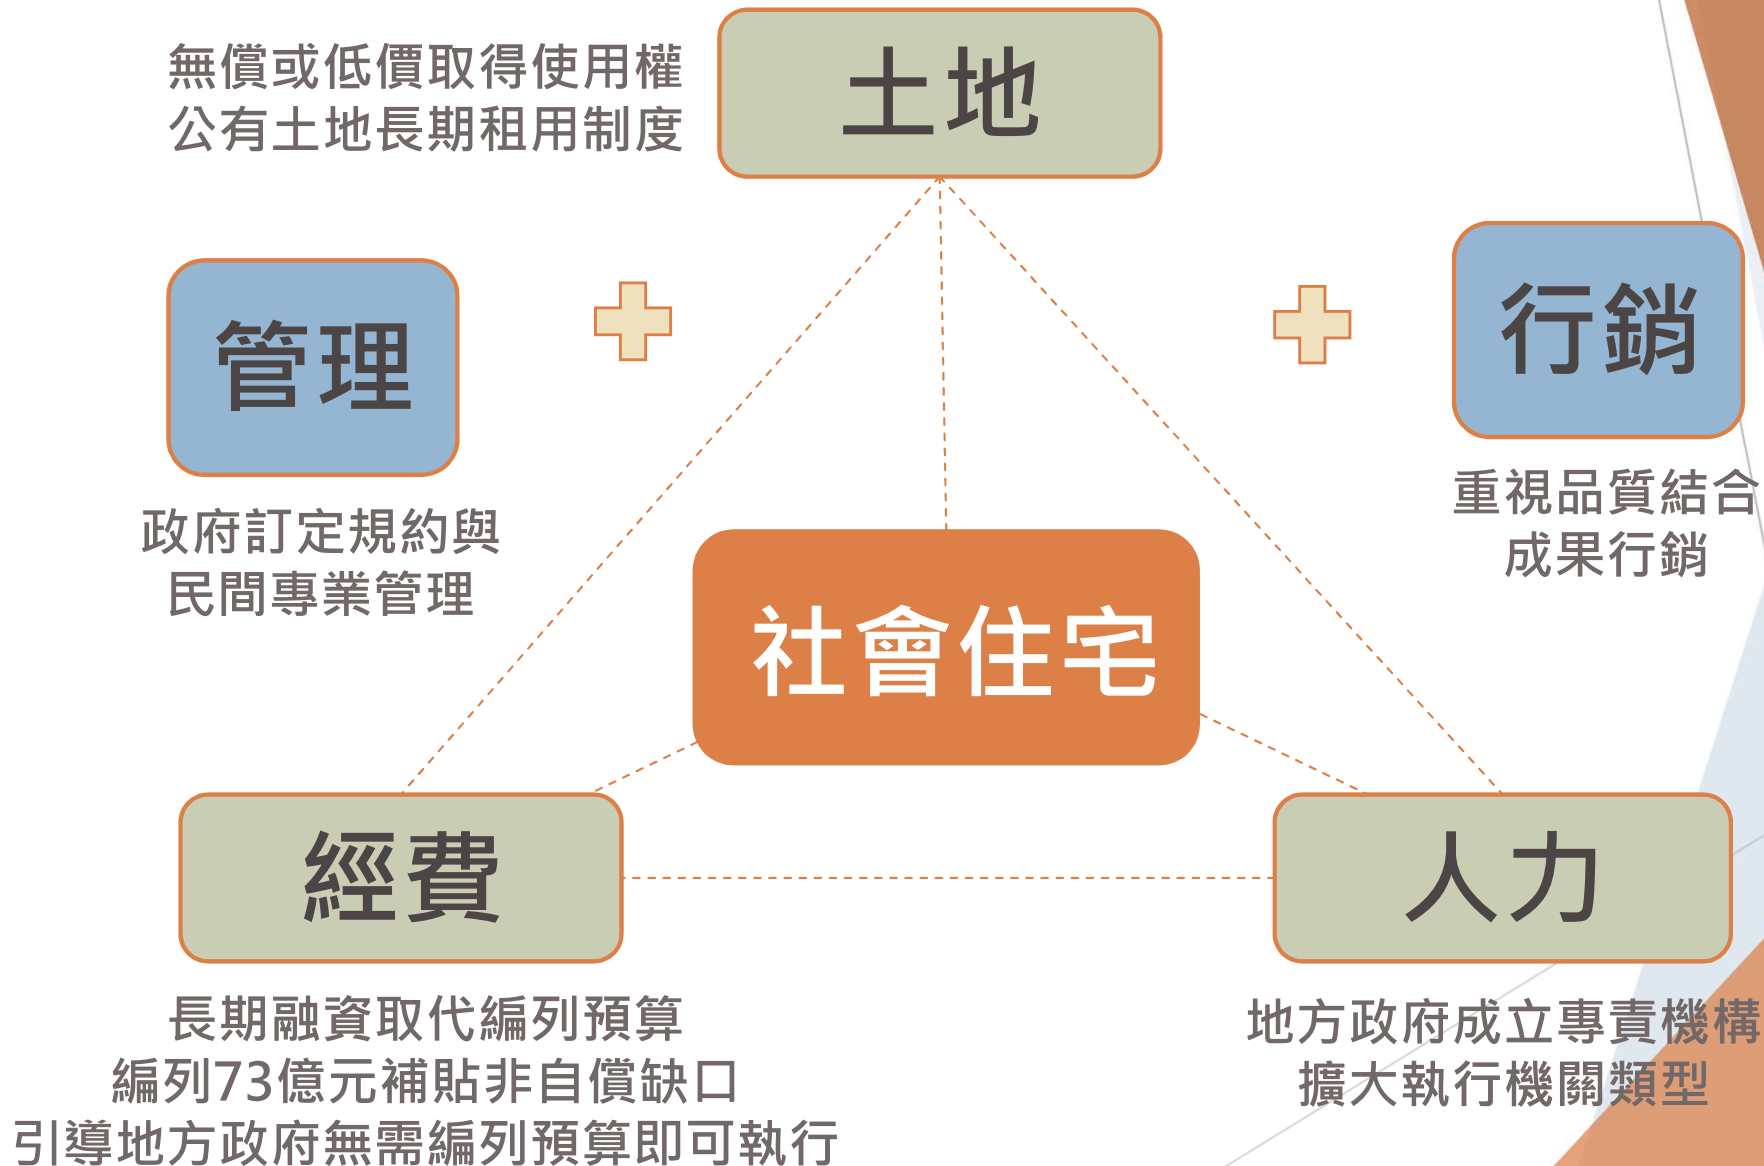 無償或低價取得使用權
公有土地長期租用制度
土地
管理
行銷
政府訂定規約與
民間專業管理
重視品質結合
成果行銷
社會住宅
經費
人力
長期融資取代編列預算
編列73億元補貼非自償缺口
引導地方政府無需編列預算即可執行
地方政府成立專責機構
擴大執行機關類型